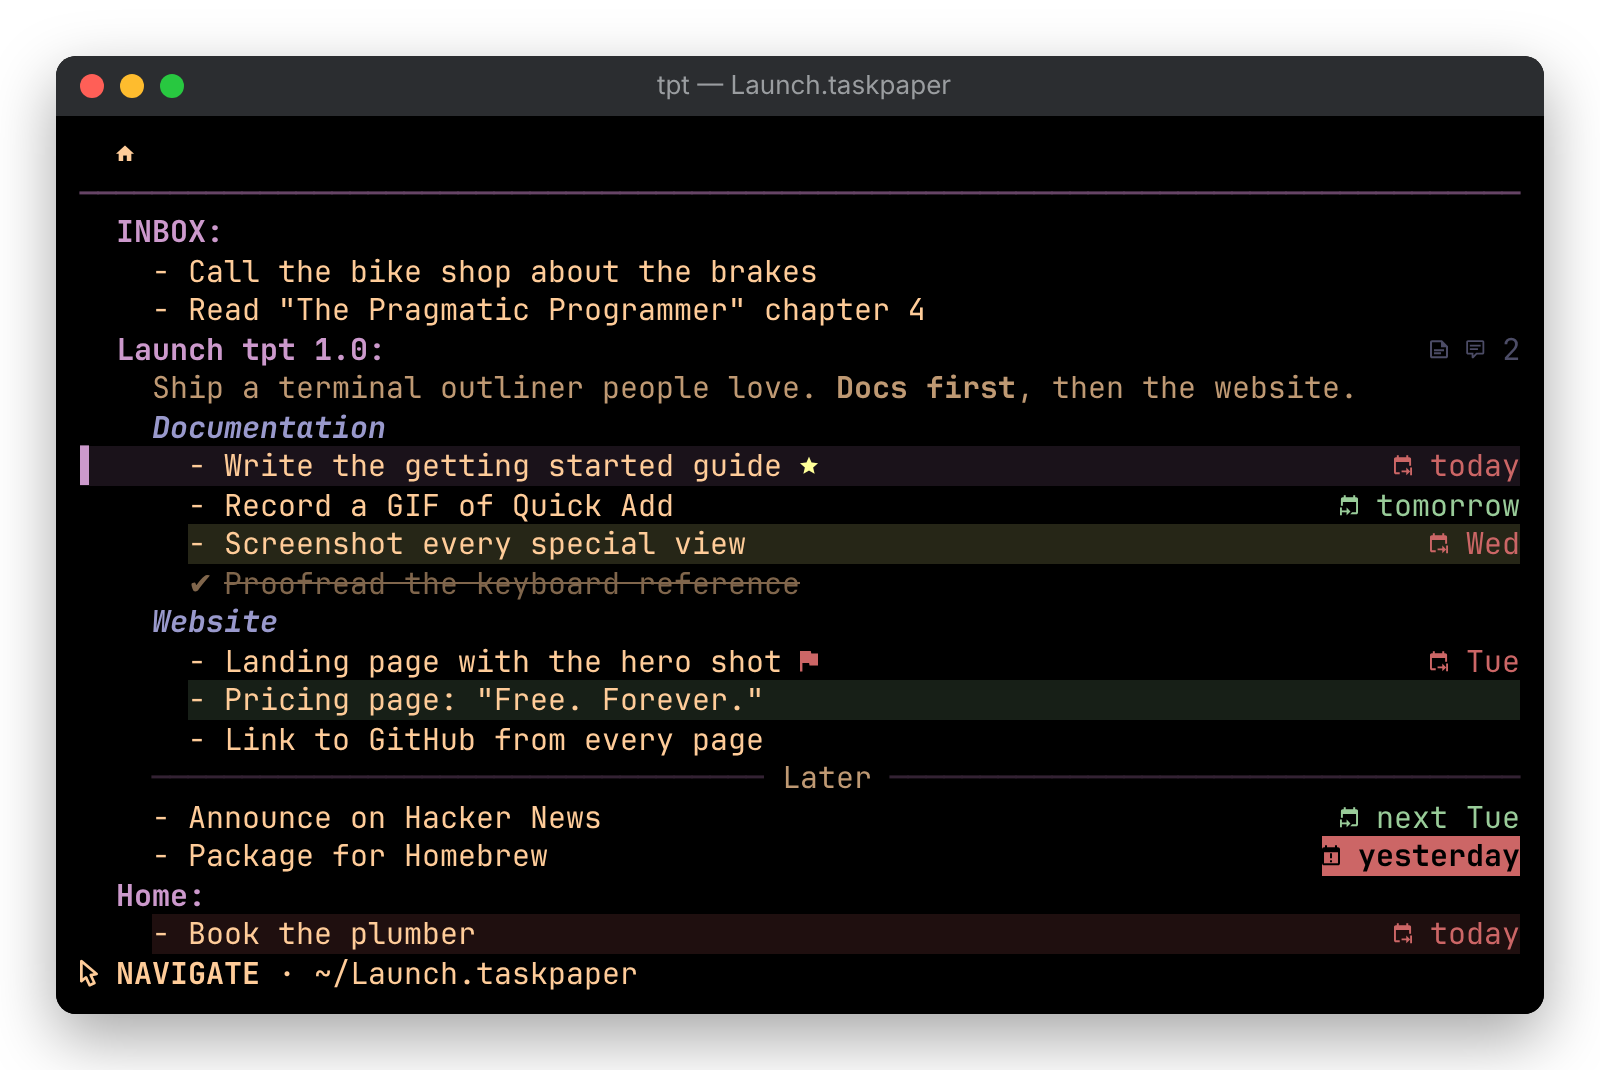 tpt — Launch.taskpaper
INBOX:
- Call the bike shop about the brakes
- Read "The Pragmatic Programmer" chapter 4
Launch tpt 1.0: 2
Ship a terminal outliner people love. Docs first, then the website.
Documentation
- Write the getting started guide ★ today
- Record a GIF of Quick Add tomorrow
- Screenshot every special view Wed
✔ Proofread the keyboard reference
Website
- Landing page with the hero shot Tue
- Pricing page: "Free. Forever."
- Link to GitHub from every page
Later
- Announce on Hacker News next Tue
- Package for Homebrew yesterday
Home:
- Book the plumber today
NAVIGATE · ~/Launch.taskpaper